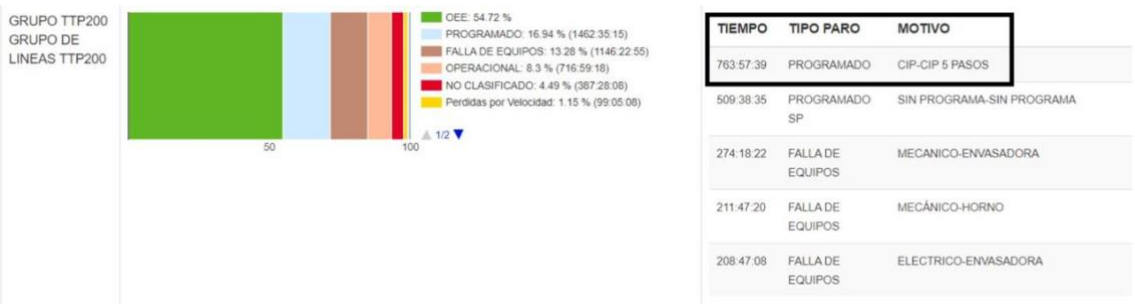 GRUPO TTP200
GRUPO DE
LINEAS TTP200
50
100
OEE: 54.72 %
PROGRAMADO: 16.94 % (1462:35:15)
FALLA DE EQUIPOS: 13.28 % (1146:22:55)
OPERACIONAL: 8.3 % (716:59:18)
NO CLASIFICADO: 4.49 % (387:28:08)
Perdidas por Velocidad: 1.15 % (99:05:08)
1/2
TIEMPO TIPO PARO MOTIVO
763:57:39 PROGRAMADO CIP-CIP 5 PASOS
509:38:35 PROGRAMADO SIN PROGRAMA-SIN PROGRAMA
SP
274:18:22 FALLA DE MECANICO-ENVASADORA
EQUIPOS
211:47:20 FALLA DE MECÁNICO-HORNO
EQUIPOS
208:47:08 FALLA DE ELECTRICO-ENVASADORA
EQUIPOS